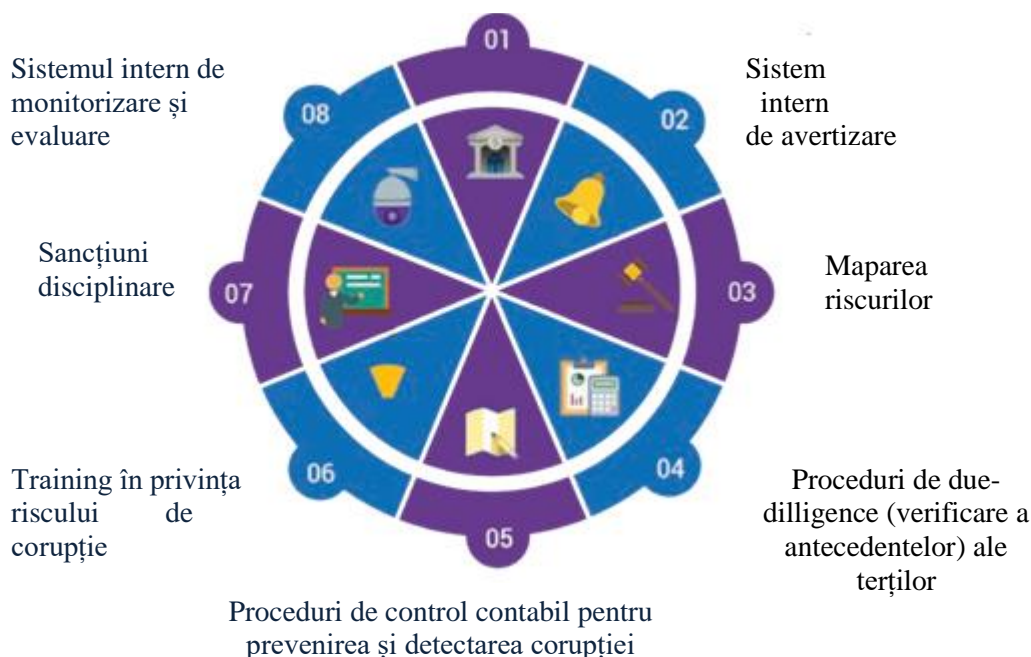 01
Sistemul intern de
monitorizare și
evaluare
08
02
Sistem
intern
de avertizare
Sancțiuni
disciplinare
07
03
Maparea
riscurilor
Training în privința
riscului de
corupție
06
04
Proceduri de due-
dilligence (verificare a
antecedentelor) ale
terților
05
Proceduri de control contabil pentru
prevenirea și detectarea corupției